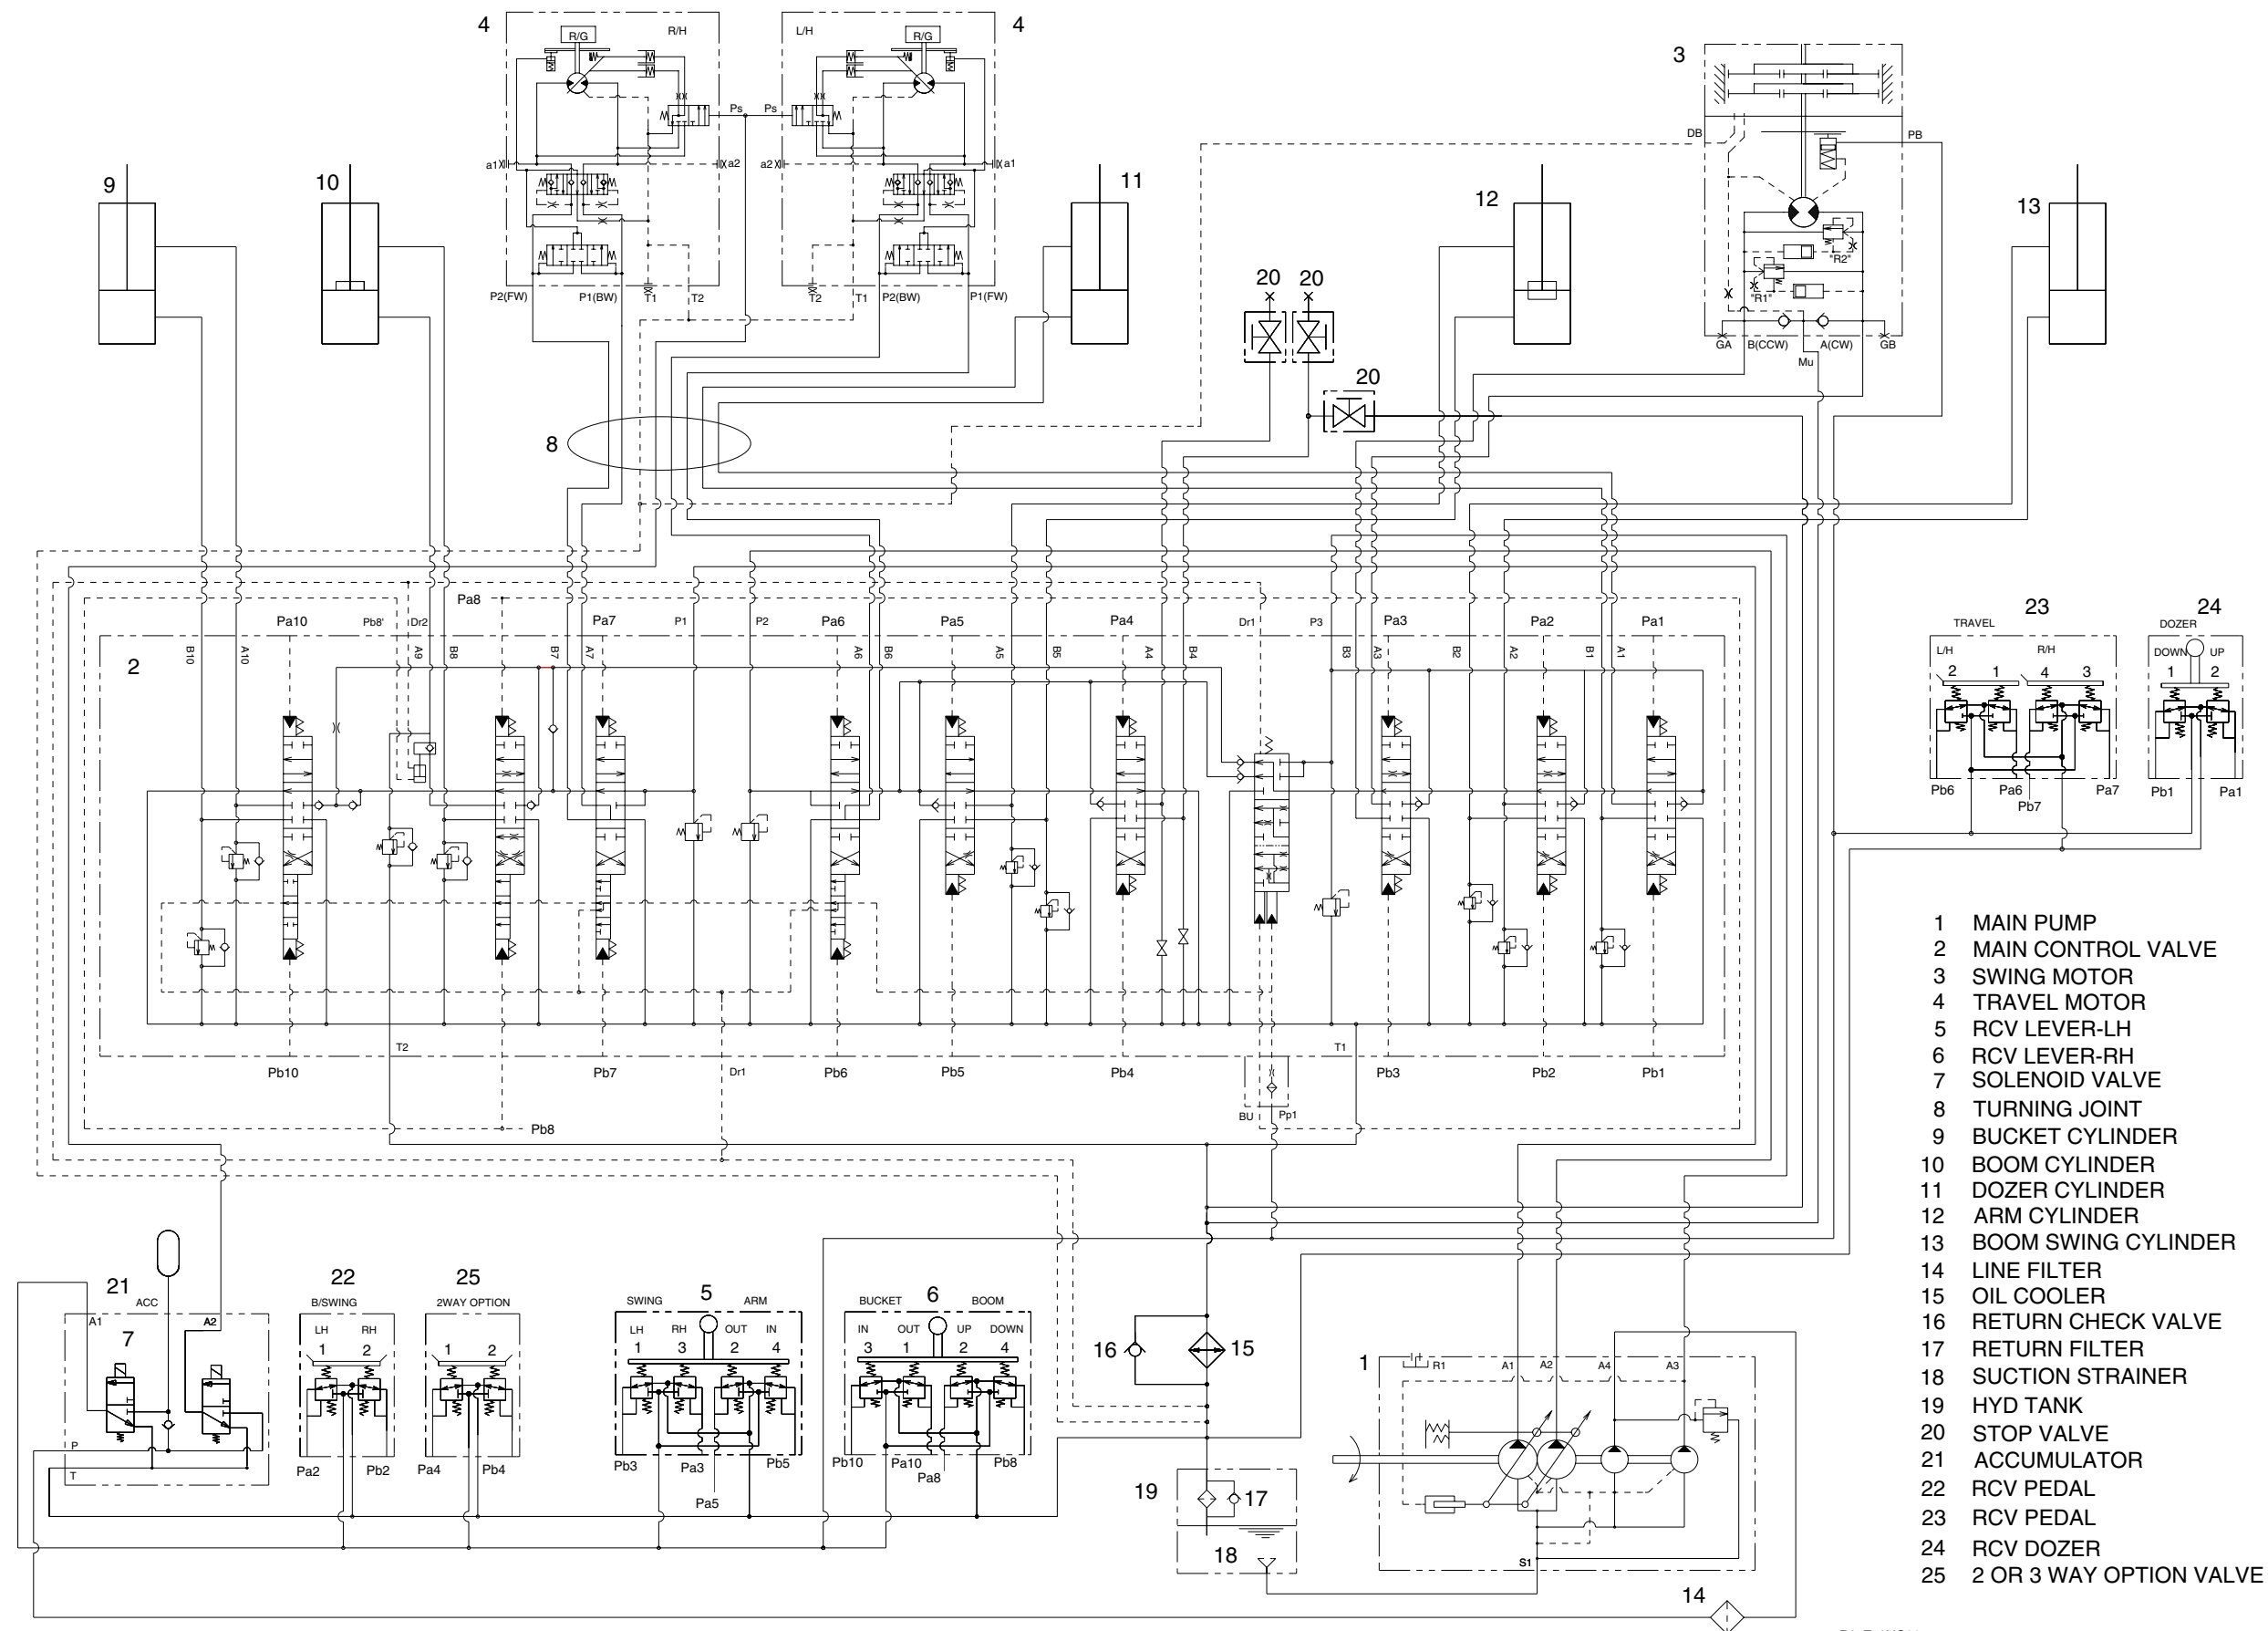 4
R/G
R/H
L/H
R/G
4
3
Ps
Ps
DB
PB
a1
a2
a2
a1
9
10
11
12
13
"R2"
"R1"
20
20
P2(FW)
P1(BW)
T1
T2
T2
T1
P2(BW)
P1(FW)
GA
B(CCW)
A(CW)
GB
Mu
20
8
Pa8
23
24
TRAVEL
DOZER
Pa10
Pb8'
Dr2
Pa7
P1
P2
Pa6
Pa5
Pa4
Dr1
P3
Pa3
Pa2
Pa1
2
B10
A10
A9
B8
B7
A7
A6
B6
A5
B5
A4
B4
B3
A3
B2
A2
B1
A1
L/H
R/H
2
1
4
3
DOWN
UP
1
2
Pb6
Pa6
Pb7
Pa7
Pb1
Pa1
T2
T1
Pb10
Pb7
Dr1
Pb6
Pb5
Pb4
Pb3
Pb2
Pb1
BU
Pp1
Pb8
1 MAIN PUMP
2 MAIN CONTROL VALVE
3 SWING MOTOR
4 TRAVEL MOTOR
5 RCV LEVER-LH
6 RCV LEVER-RH
7 SOLENOID VALVE
8 TURNING JOINT
9 BUCKET CYLINDER
10 BOOM CYLINDER
11 DOZER CYLINDER
12 ARM CYLINDER
13 BOOM SWING CYLINDER
14 LINE FILTER
15 OIL COOLER
16 RETURN CHECK VALVE
17 RETURN FILTER
18 SUCTION STRAINER
19 HYD TANK
20 STOP VALVE
21 ACCUMULATOR
22 RCV PEDAL
23 RCV PEDAL
24 RCV DOZER
25 2 OR 3 WAY OPTION VALVE
21
ACC
22
25
5
6
B/SWING
2WAY OPTION
SWING
ARM
BUCKET
BOOM
A1
A2
7
LH
RH
1
2
1
2
LH
RH
OUT
IN
1
3
2
4
IN
OUT
UP
DOWN
3
1
2
4
16
15
1
R1
A1
A2
A4
A3
P
T
Pa2
Pb2
Pa4
Pb4
Pb3
Pa3
Pb5
Pa5
Pb10
Pa10
Pa8
Pb8
19
17
18
S1
14